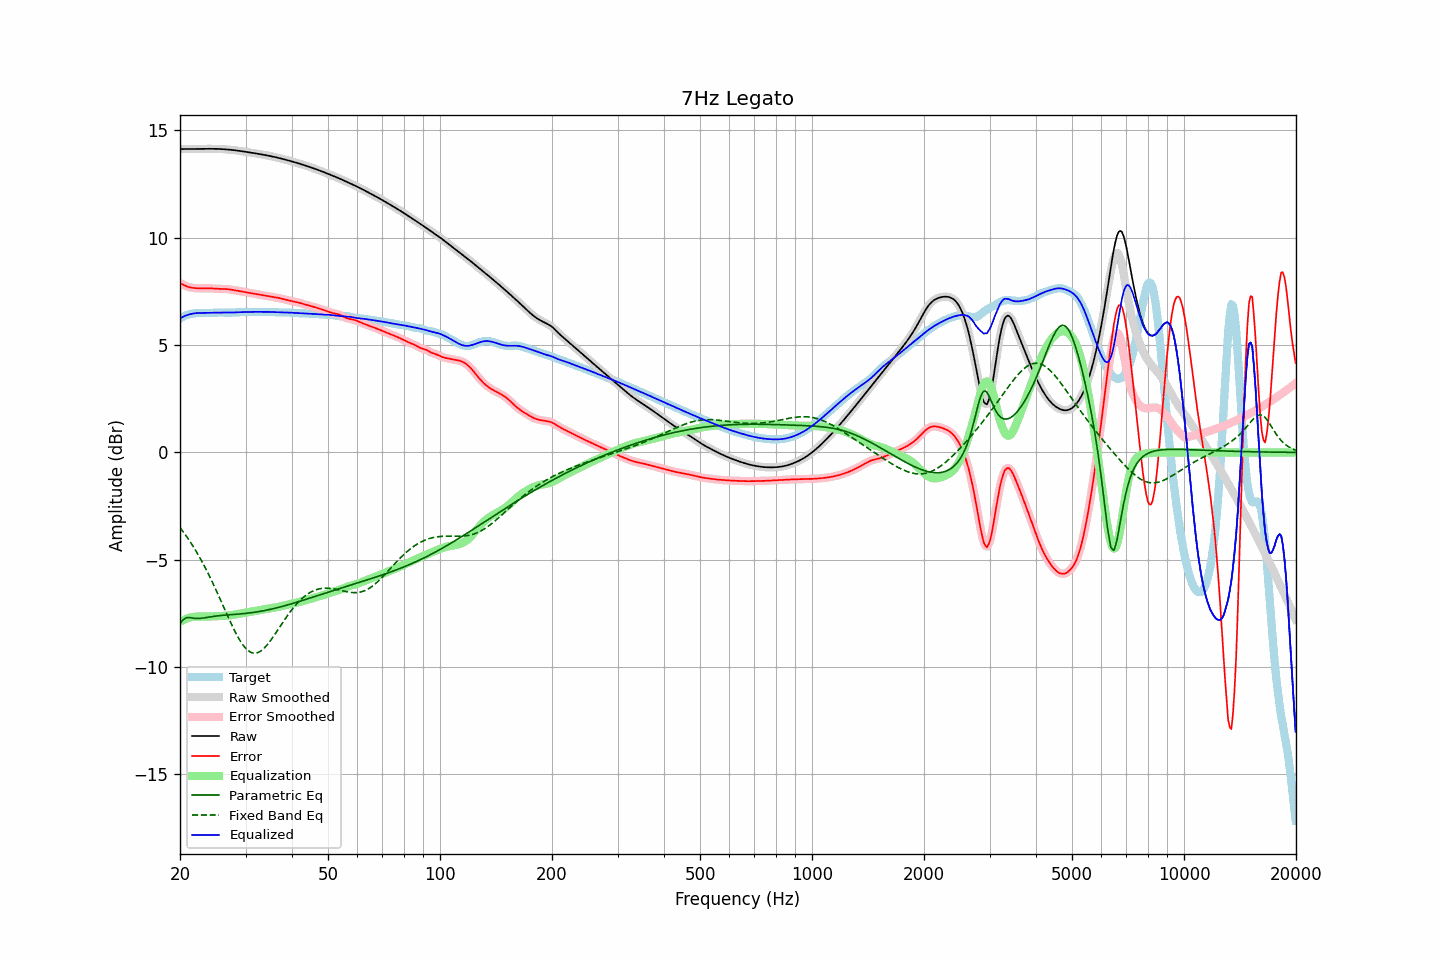 7Hz Legato
Amplitude (dBr)
15
10
5
0
−5
−10
−15
Target
Raw Smoothed
Error Smoothed
Raw
Error
Equalization
Parametric Eq
Fixed Band Eq
Equalized
20 50 100 200 500 1000 2000 5000 10000 20000
Frequency (Hz)